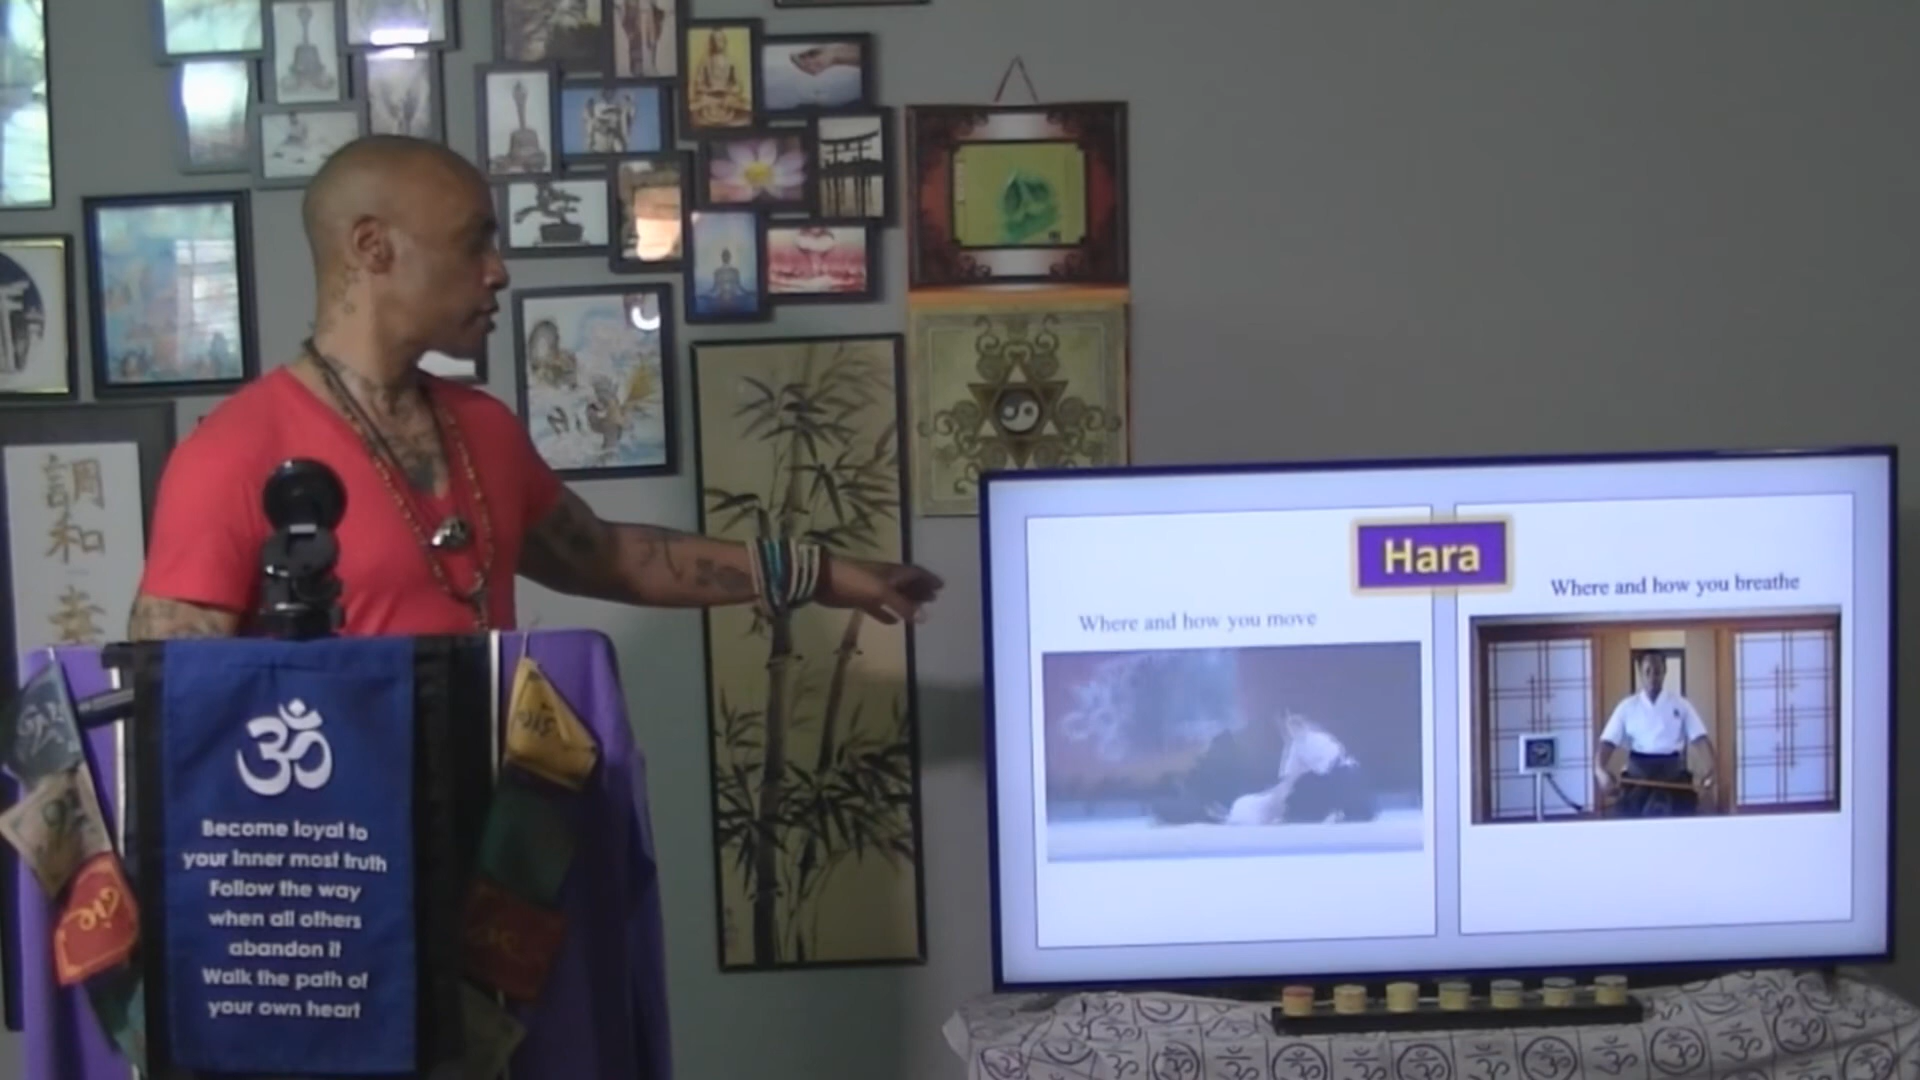 調
和
ॐ
Become loyal to
your inner most truth
Follow the way
when all others
abandon it
Walk the path of
your own heart
Hara
Where and how you move
Where and how you breathe